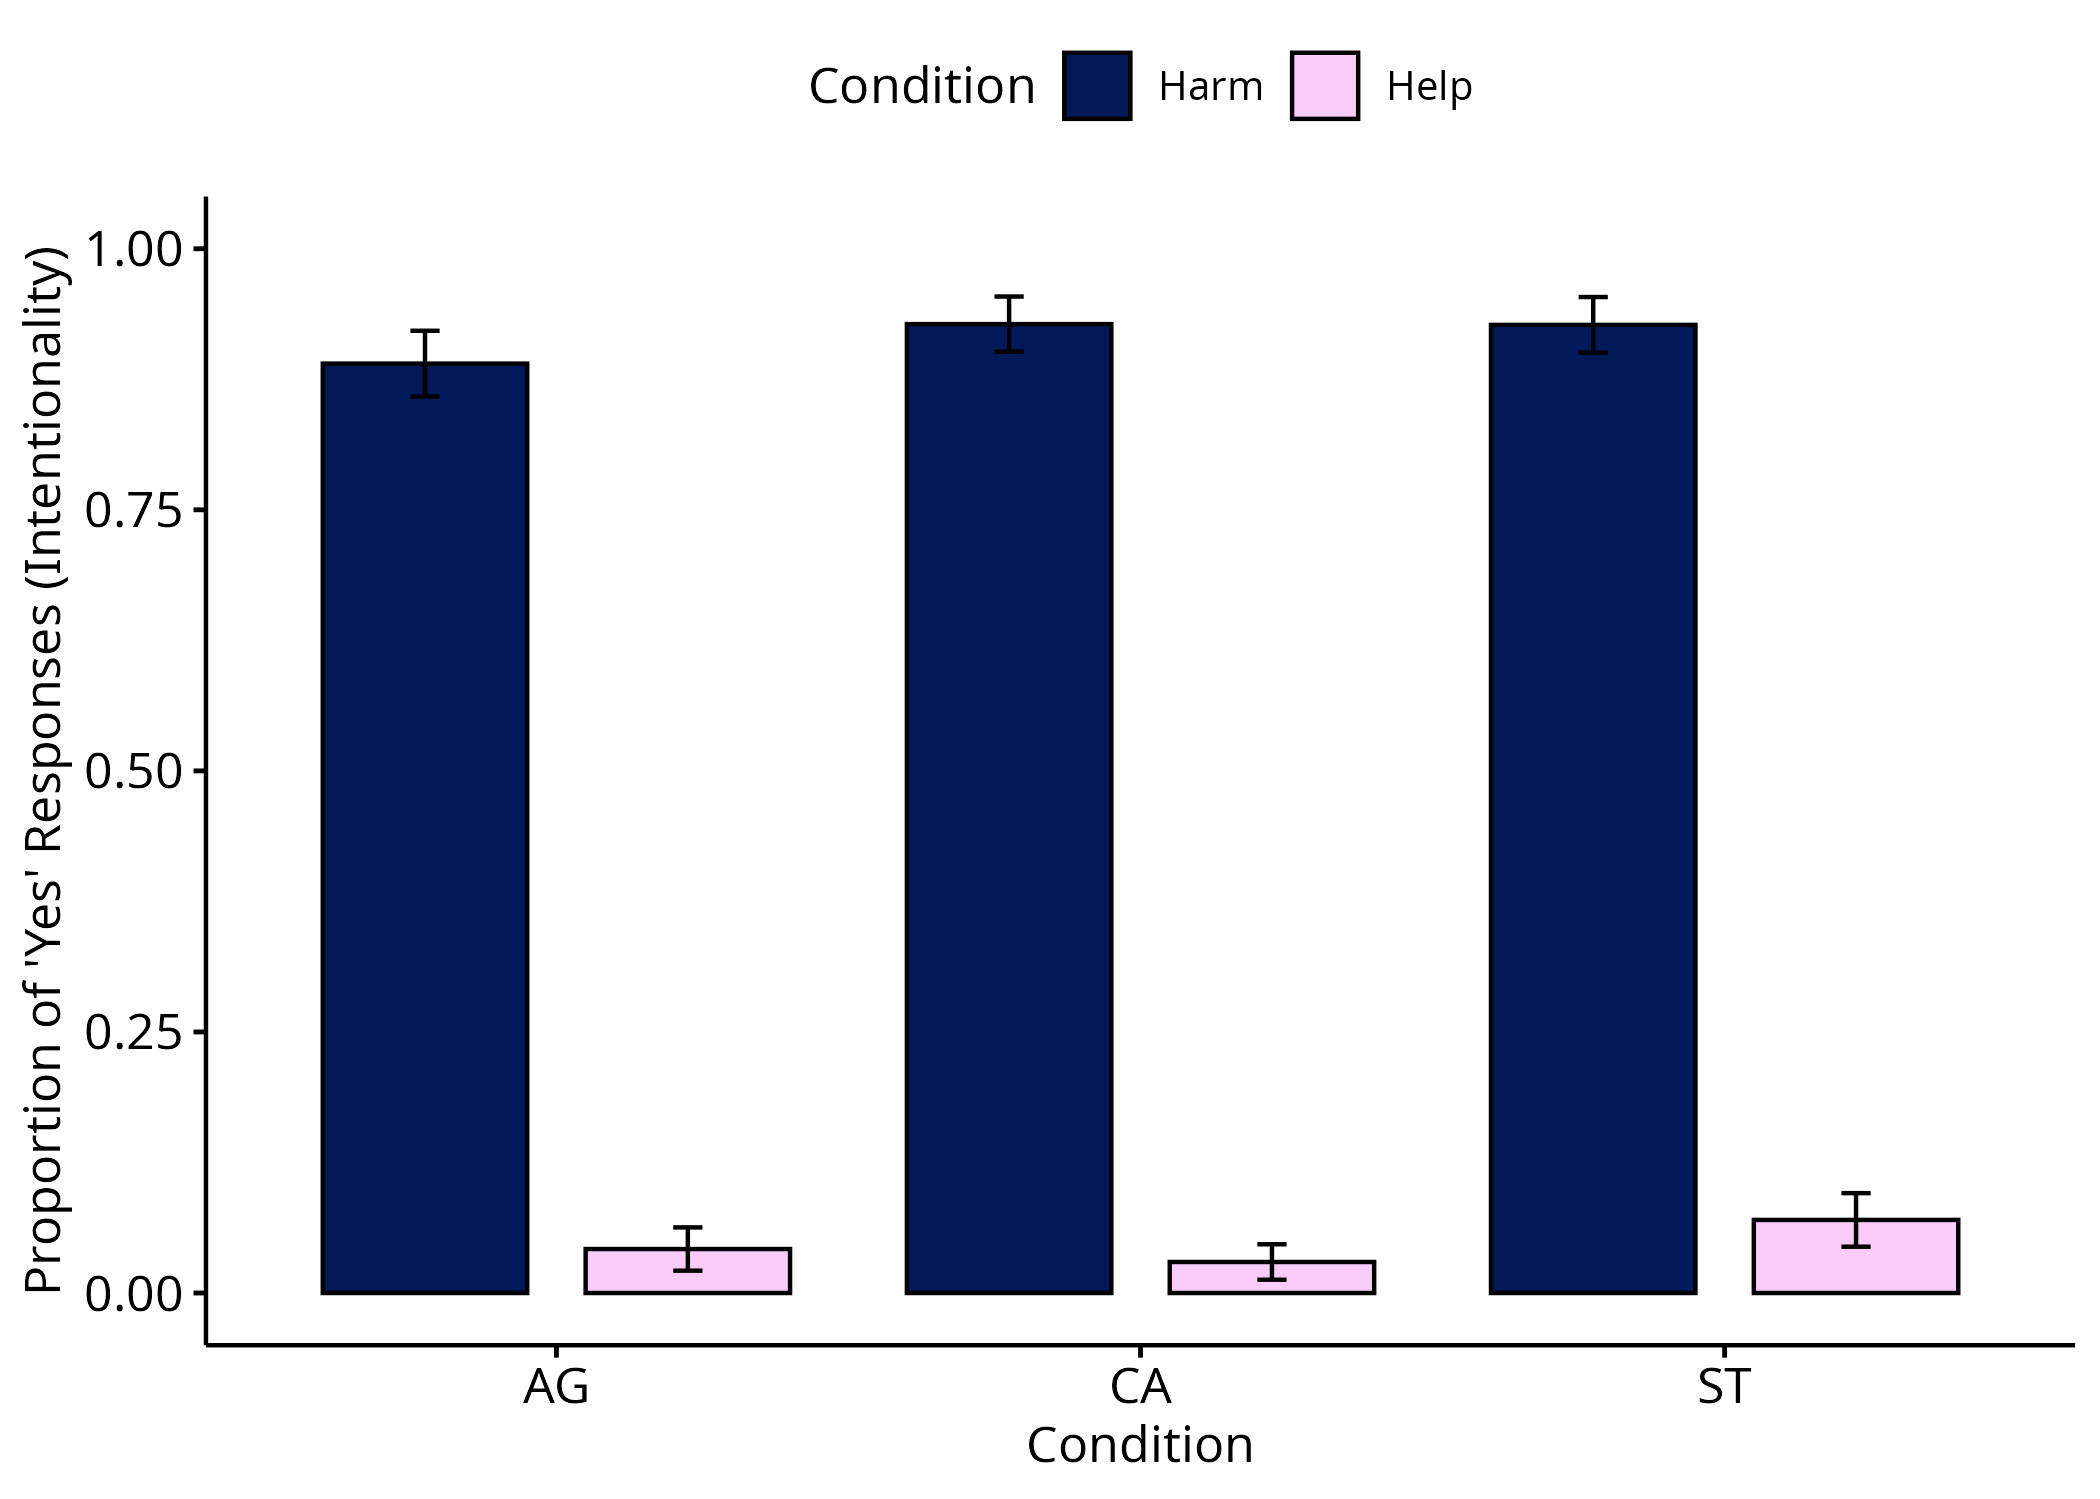 Condition Harm Help
Proportion of 'Yes' Responses (Intentionality)
1.00
0.75
0.50
0.25
0.00
AG CA ST
Condition